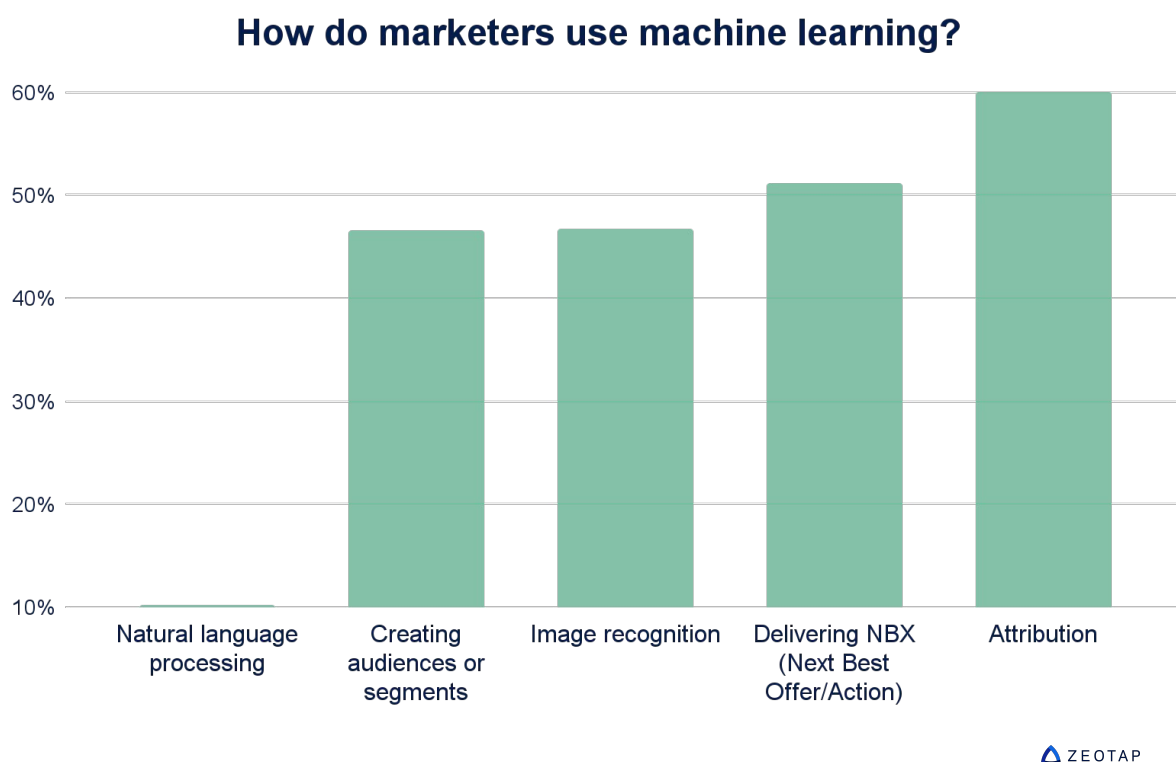 How do marketers use machine learning?
60%
50%
40%
30%
20%
10%
Natural language
processing
Creating
audiences or
segments
Image recognition
Delivering NBX
(Next Best
Offer/Action)
Attribution
ZEOTAP